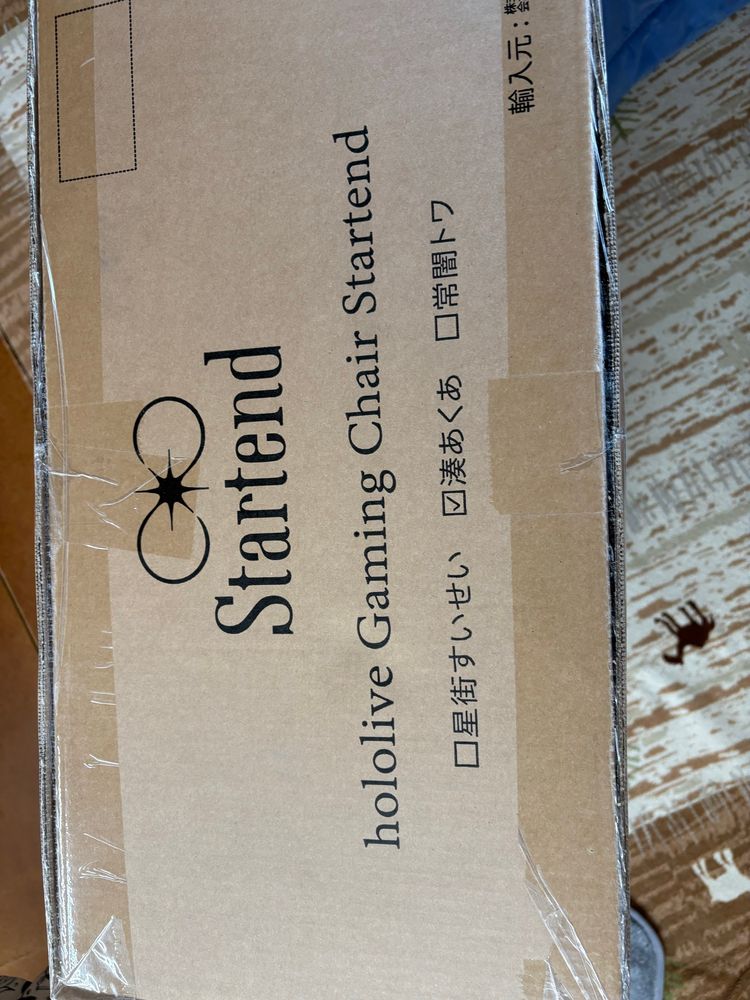 Startend
hololive Gaming Chair Startend
□星街すいせい ☑湊あくあ □常闇トワ
輸入元：